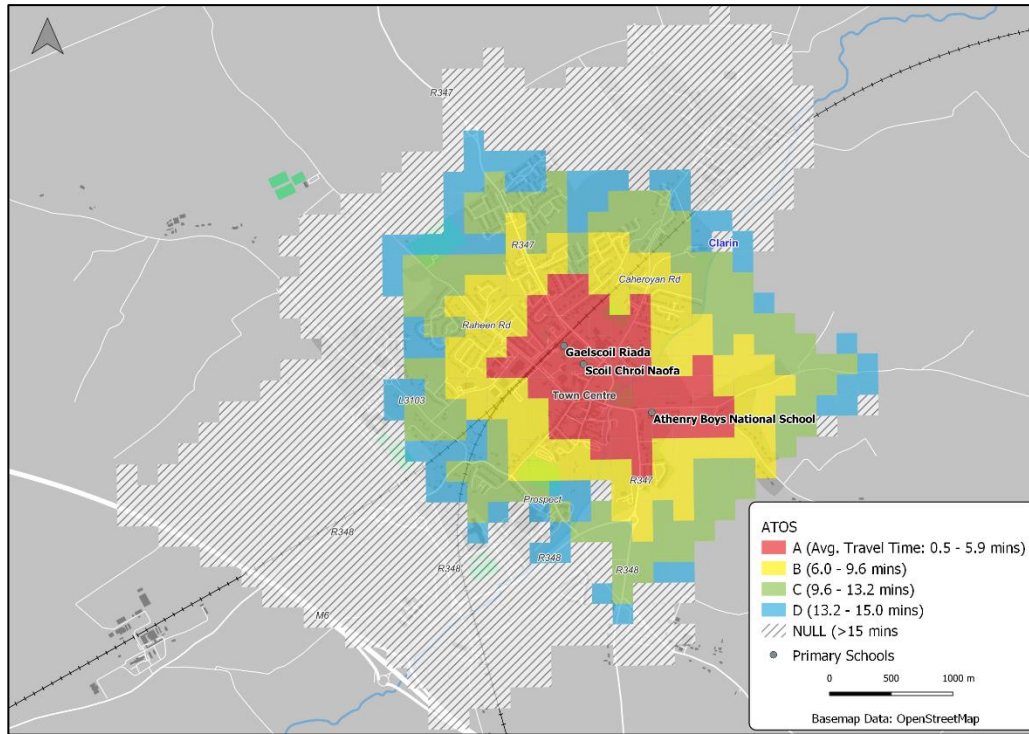 R347
Clarin
R347
Caheroyan Rd
Raheen Rd
Gaelscoil Riada
Scoil Chroi Naofa
L3103
Town Centre
Athenry Boys National School
R347
Prospect
R348
R348
R348
R348
M6
ATOS
A (Avg. Travel Time: 0.5 - 5.9 mins)
B (6.0 - 9.6 mins)
C (9.6 - 13.2 mins)
D (13.2 - 15.0 mins)
NULL (>15 mins
Primary Schools
0 500 1000 m
Basemap Data: OpenStreetMap